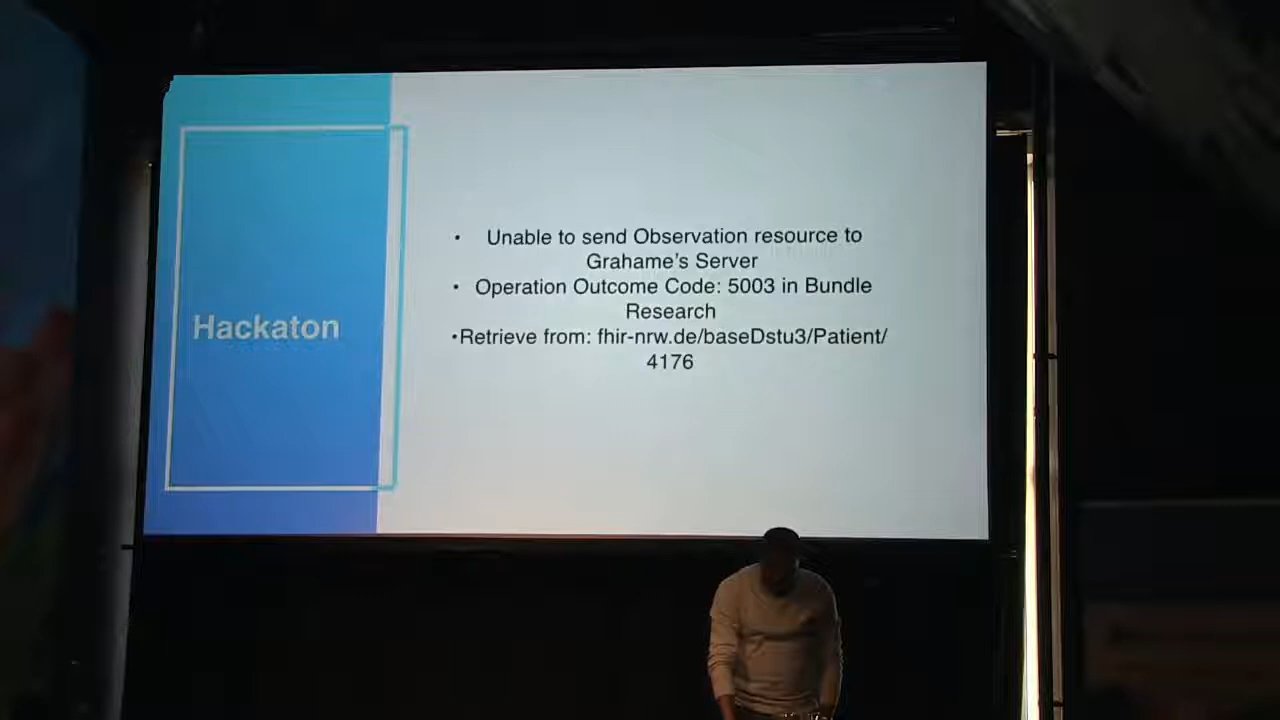 Hackaton
• Unable to send Observation resource to
Grahame's Server
• Operation Outcome Code: 5003 in Bundle
Research
•Retrieve from: fhir-nrw.de/baseDstu3/Patient/
4176